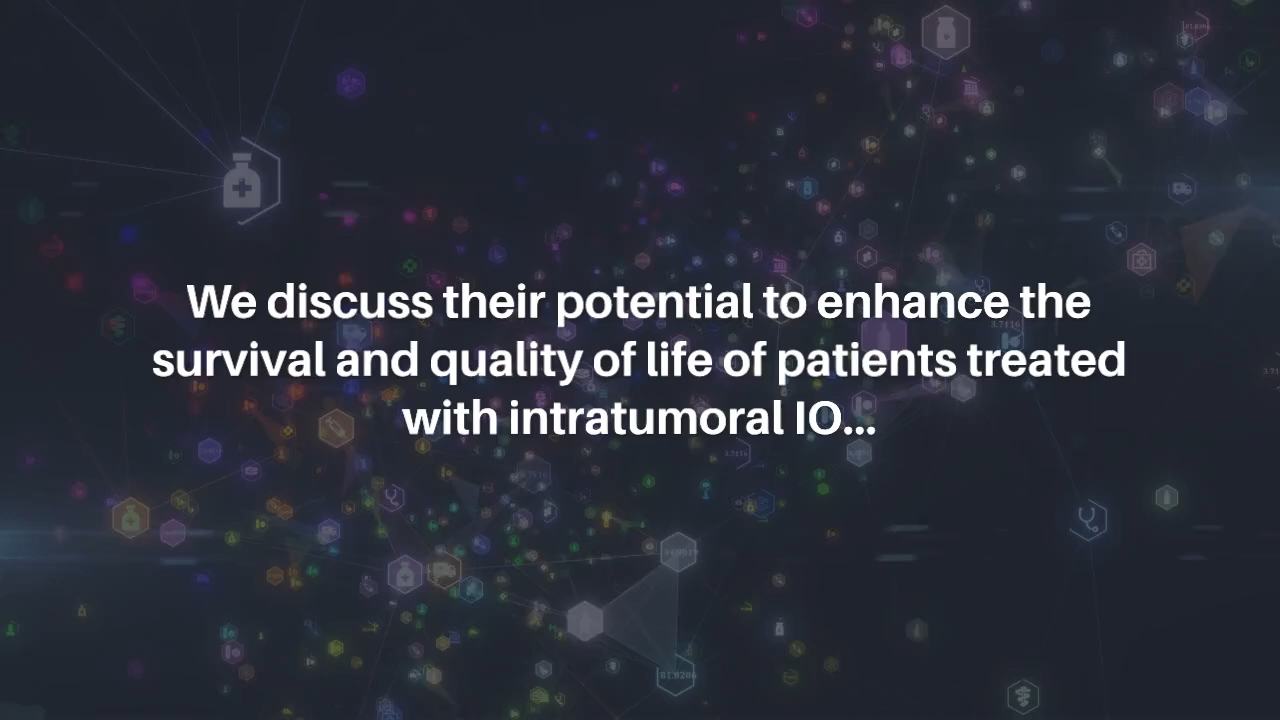 We discuss their potential to enhance the
survival and quality of life of patients treated
with intratumoral IO...